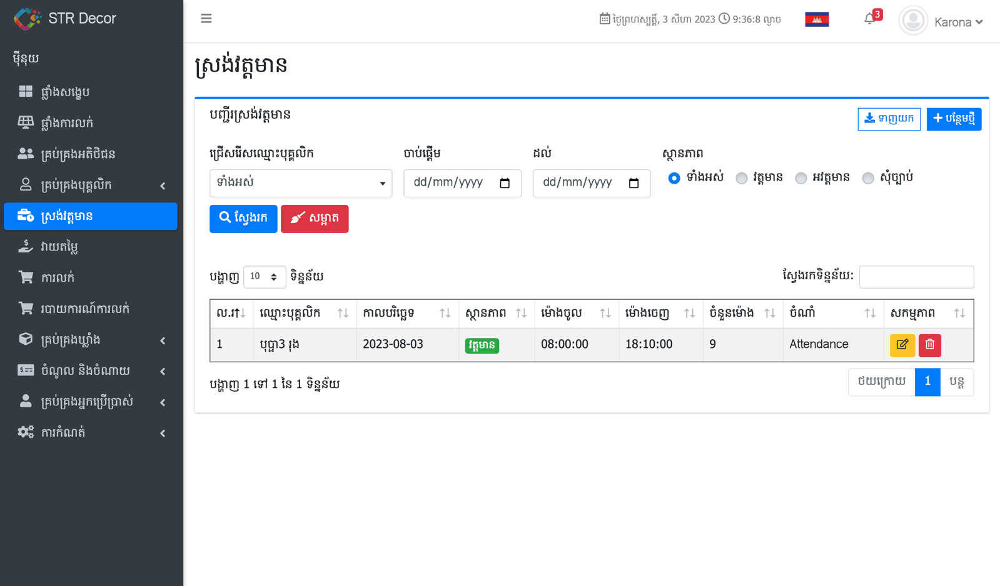 STR Decor
ថ្ងៃព្រហស្បត្តិ៍, 3 សីហា 2023 9:36:8 ល្ងាច
3
Karona
ម៉ីនុយ
ផ្លាំងសង្ខេប
ផ្លាំងការលក់
គ្រប់គ្រងអតិថិជន
គ្រប់គ្រងបុគ្គលិក
ស្រង់វត្តមាន
វាយតម្លៃ
ការលក់
របាយការណ៍ការលក់
គ្រប់គ្រងឃ្លាំង
ចំណូល និងចំណាយ
គ្រប់គ្រងអ្នកប្រើប្រាស់
ការកំណត់
ស្រង់វត្តមាន
បញ្ជីរស្រង់វត្តមាន
ទាញយក
បន្ថែមថ្មី
ជ្រើសរើសឈ្មោះបុគ្គលិក ចាប់ផ្តើម ដល់ ស្ថានភាព
ទាំងអស់ dd/mm/yyyy dd/mm/yyyy ទាំងអស់ វត្តមាន អវត្តមាន សុំច្បាប់
ស្វែងរក សម្អាត
បង្ហាញ 10 ទិន្នន័យ ស្វែងរកទិន្នន័យ:
ល.រ ឈ្មោះបុគ្គលិក កាលបរិច្ឆេទ ស្ថានភាព ម៉ោងចូល ម៉ោងចេញ ចំនួនម៉ោង ចំណាំ សកម្មភាព
1 បុប្ផា3 រុង 2023-08-03 វត្តមាន 08:00:00 18:10:00 9 Attendance
បង្ហាញ 1 ទៅ 1 នៃ 1 ទិន្នន័យ ថយក្រោយ 1 បន្ត